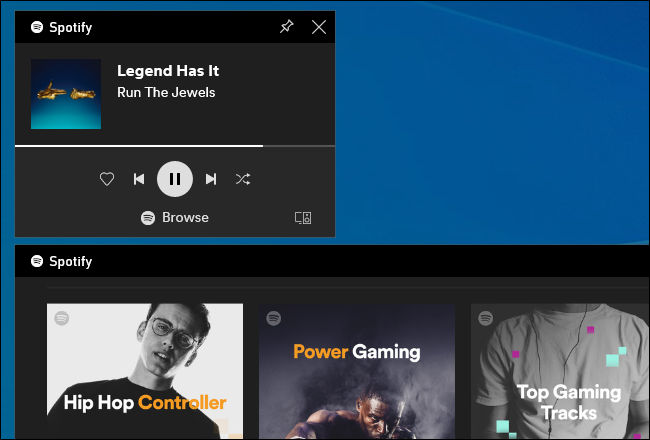 Spotify
Legend Has It
Run The Jewels
Browse
Spotify
Hip Hop Controller
Power Gaming
Top Gaming
Tracks